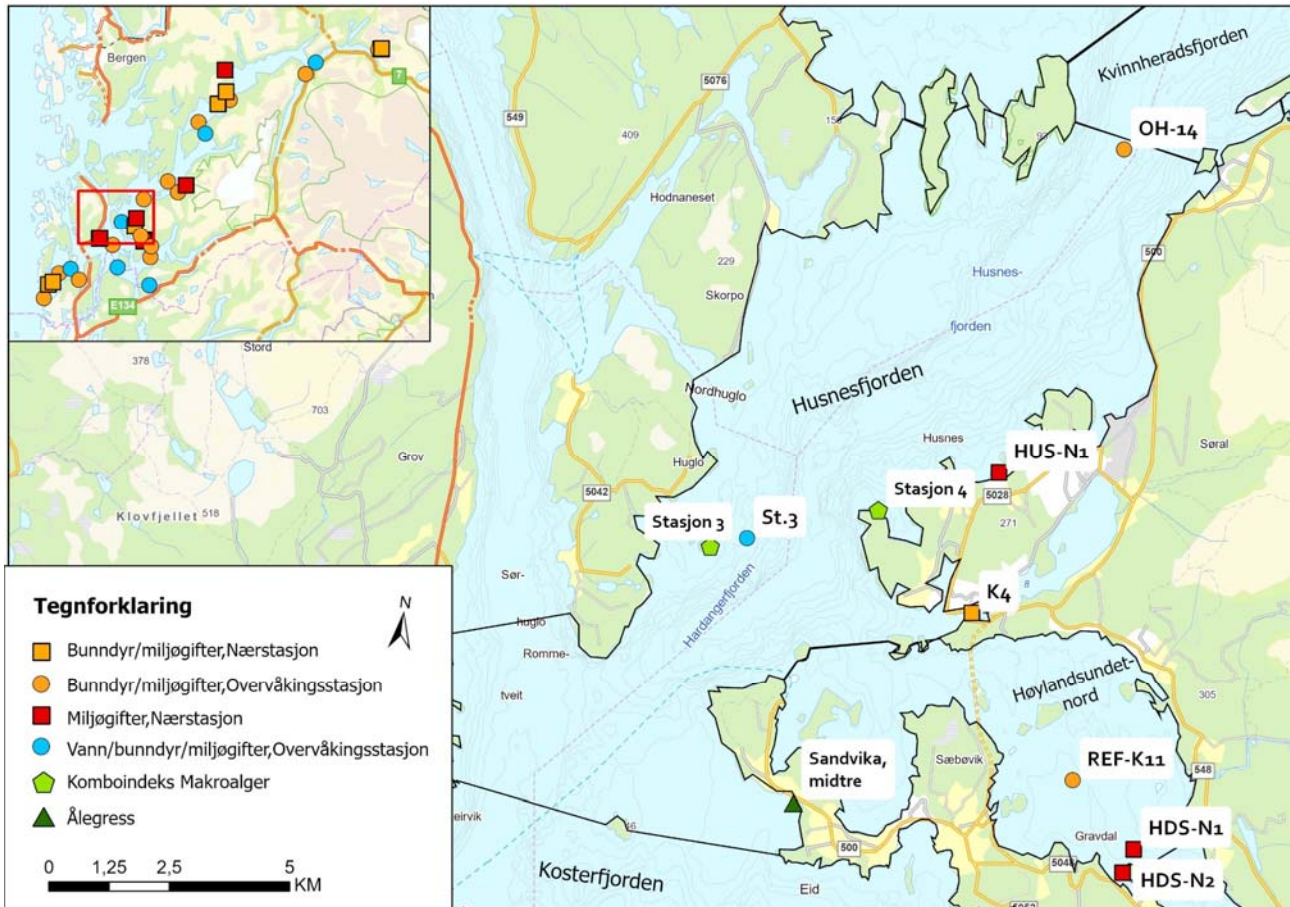 Bergen
7
E134
Stord
378
703
Grov
Klovfjellet
518
549
409
5076
Hodnaneset
229
Skorpo
Kvinnheradsfjorden
OH-14
500
Husnes-
fjorden
Husnesfjorden
Nordhuglo
Huglo
5042
Husnes
HUS-N1
Søral
Stasjon 4
5028
271
Stasjon 3
St.3
Hardangerfjorden
K4
8
Sør-
huglo
Romme-
tveit
Høylandsundet-
nord
305
Sandvika,
midtre
Sæbøvik
REF-K11
548
Gravdal
HDS-N1
HDS-N2
5048
500
Eid
Kosterfjorden
Tegnforklaring
N
Bunndyr/miljøgifter,Nærstasjon
Bunndyr/miljøgifter,Overvåkingsstasjon
Miljøgifter,Nærstasjon
Vann/bunndyr/miljøgifter,Overvåkingsstasjon
Komboindeks Makroalger
Ålegress
0 1,25 2,5 5
KM